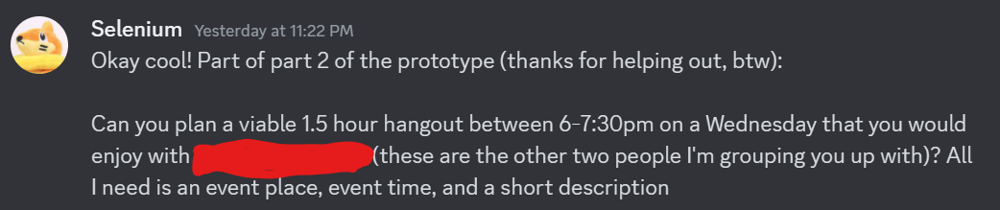 Selenium Yesterday at 11:22 PM
Okay cool! Part of part 2 of the prototype (thanks for helping out, btw):
Can you plan a viable 1.5 hour hangout between 6-7:30pm on a Wednesday that you would
enjoy with (these are the other two people I'm grouping you up with)? All
I need is an event place, event time, and a short description